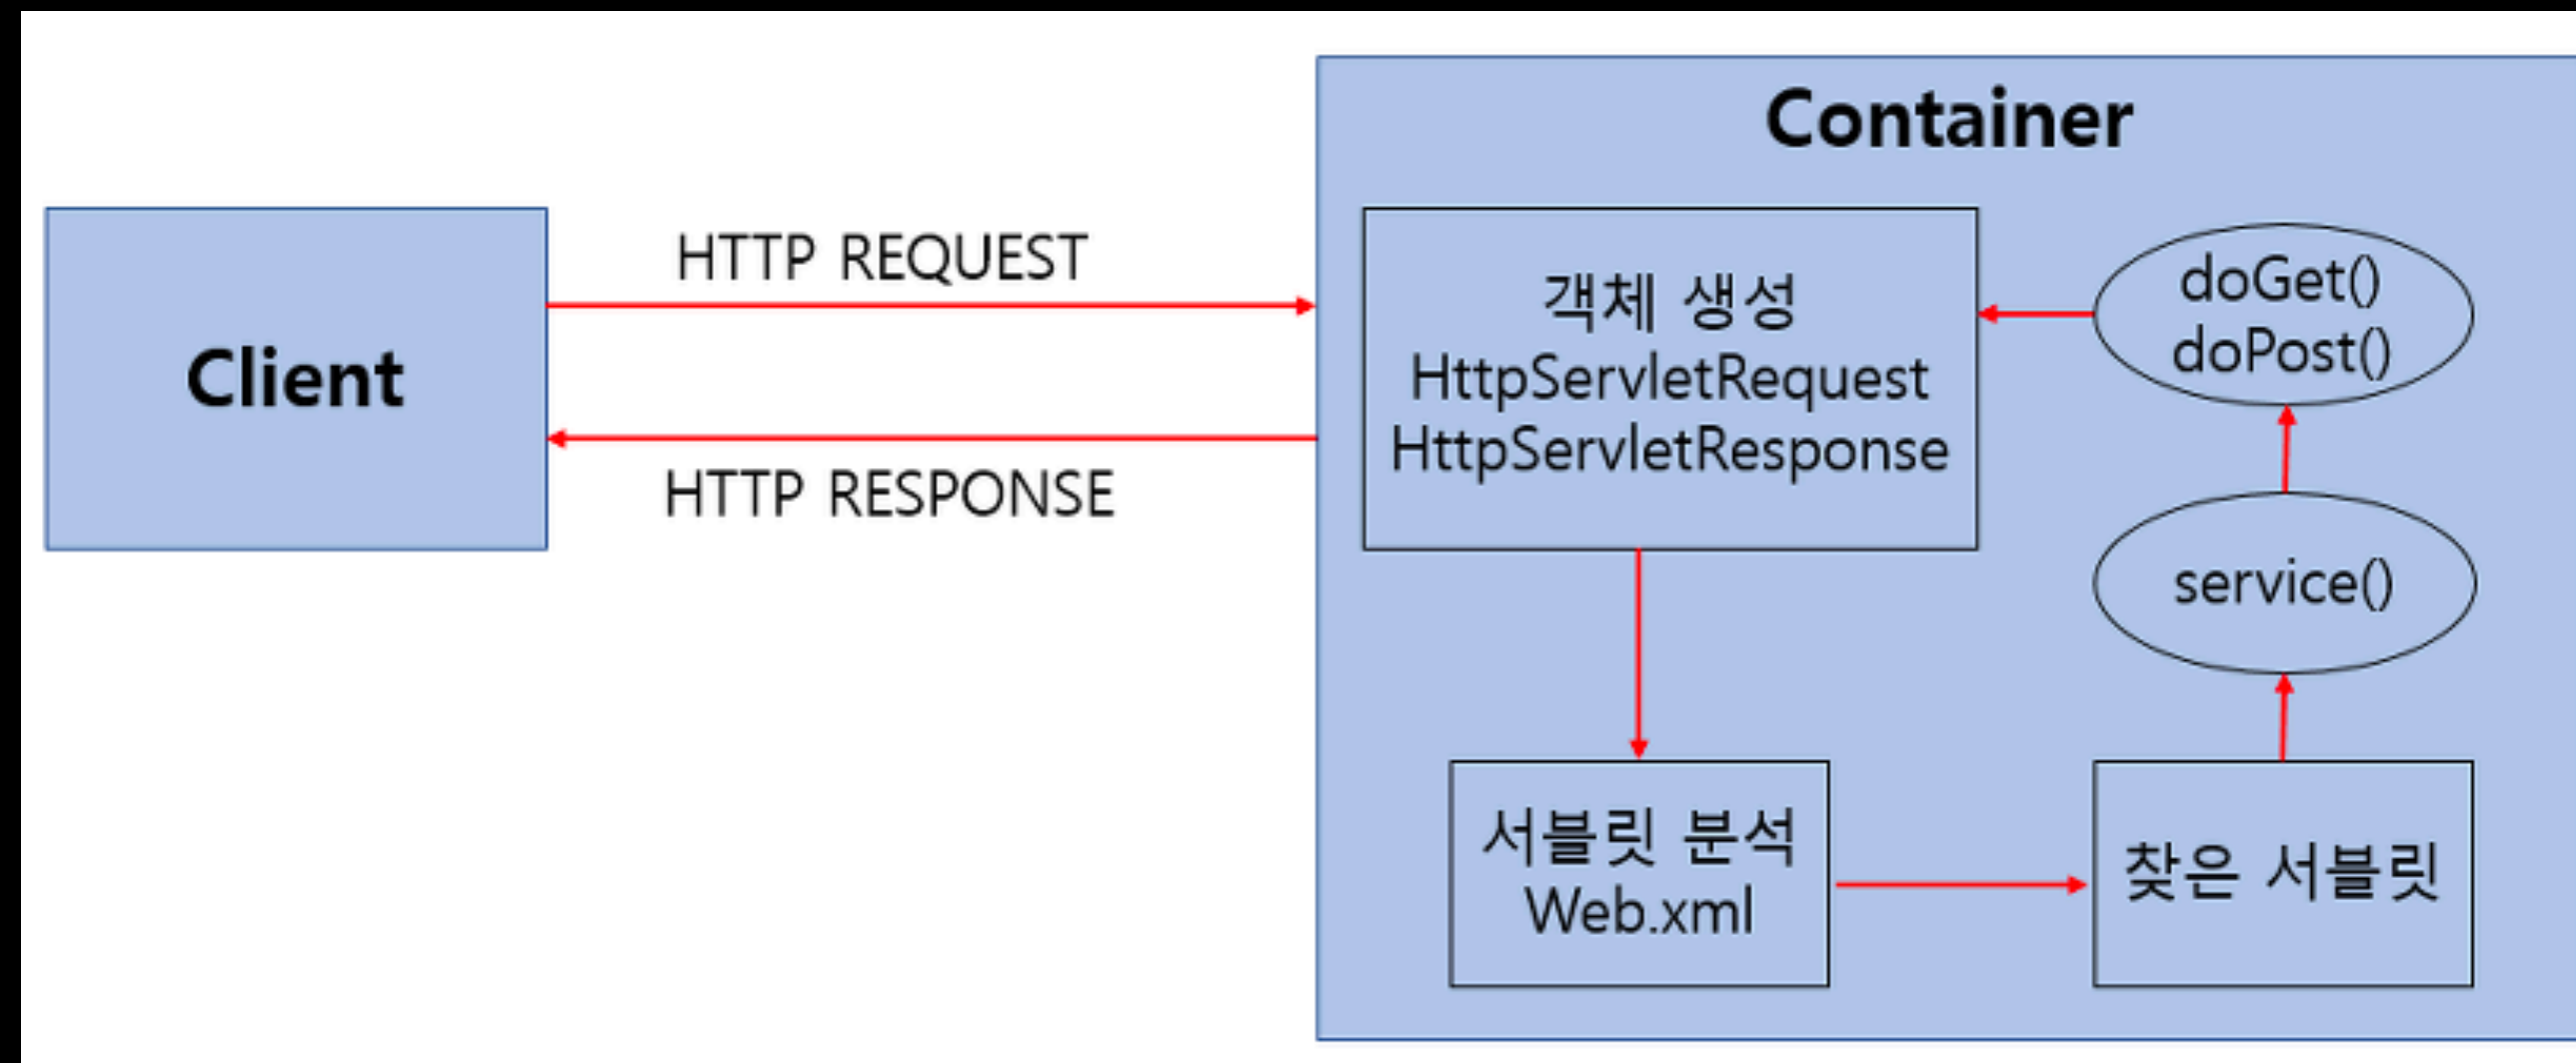 Container
Client
HTTP REQUEST
HTTP RESPONSE
객체 생성
HttpServletRequest
HttpServletResponse
doGet()
doPost()
service()
서블릿 분석
Web.xml
찾은 서블릿